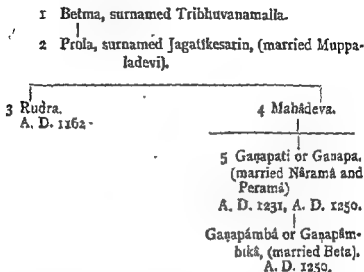 1 Betma, surnamed Tribhuvanamalla.
2 Prola, surnamed Jagatîkesarin, (married Muppa-
ladevi).
3 Rudra.
A. D. 1162-
4 Mahâdeva.
5 Gaṇapati or Gaṇapa.
(married Nâramâ and
Peramâ)
A. D. 1231, A. D. 1250.
Gaṇapâmbâ or Gaṇapâm-
bikâ, (married Beta).
A. D. 1250.